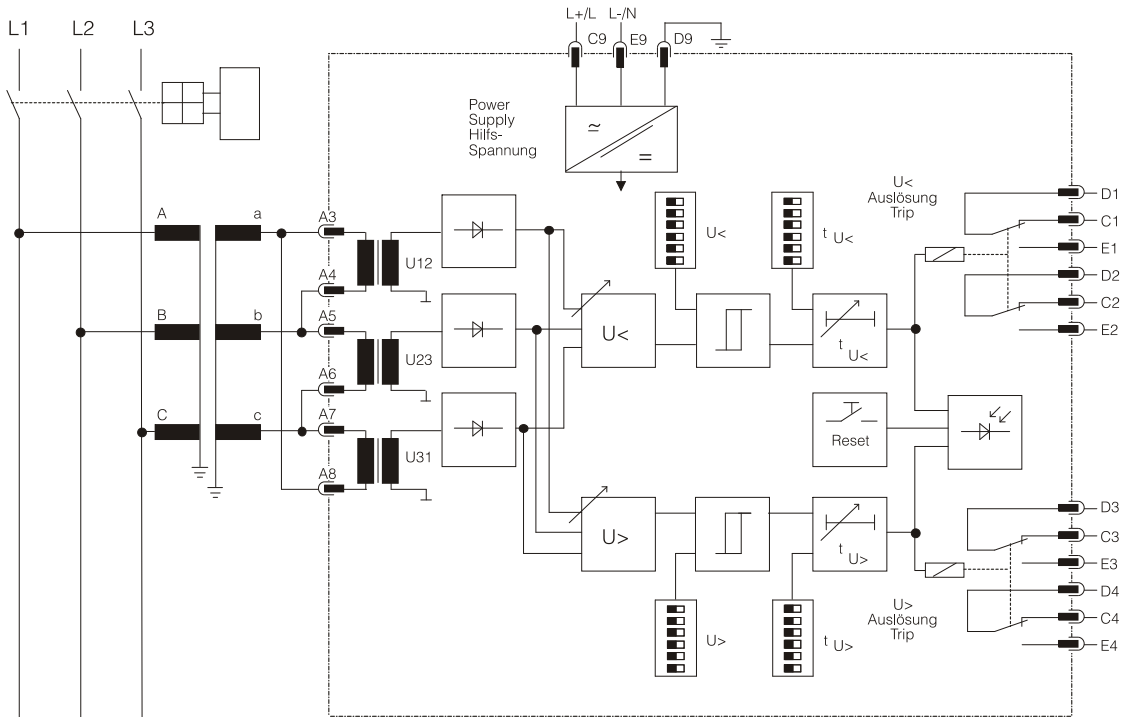 L1 L2 L3
L+/L L-/N
C9 E9 D9
Power
Supply
Hilfs-
Spannung
≃
=
A a
B b
C c
A3
A4
A5
A6
A7
A8
U12
U23
U31
U<
t U<
U<
Auslösung
Trip
U<
t U<
Reset
U>
t U>
U>
t U>
U>
Auslösung
Trip
D1
C1
E1
D2
C2
E2
D3
C3
E3
D4
C4
E4